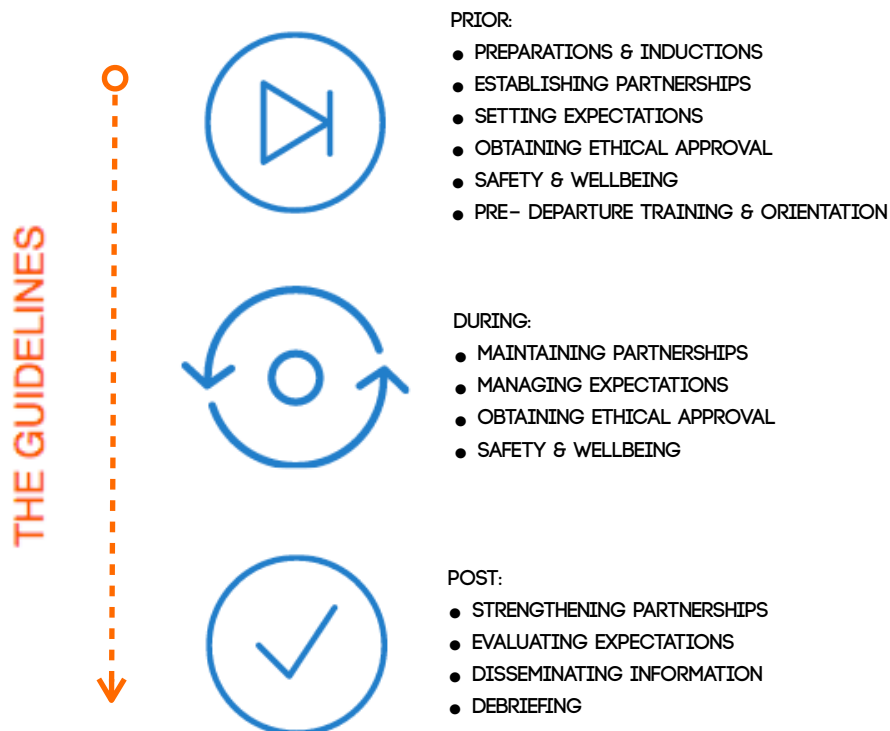 THE GUIDELINES
PRIOR:
● PREPARATIONS & INDUCTIONS
● ESTABLISHING PARTNERSHIPS
● SETTING EXPECTATIONS
● OBTAINING ETHICAL APPROVAL
● SAFETY & WELLBEING
● PRE- DEPARTURE TRAINING & ORIENTATION
DURING:
● MAINTAINING PARTNERSHIPS
● MANAGING EXPECTATIONS
● OBTAINING ETHICAL APPROVAL
● SAFETY & WELLBEING
POST:
● STRENGTHENING PARTNERSHIPS
● EVALUATING EXPECTATIONS
● DISSEMINATING INFORMATION
● DEBRIEFING